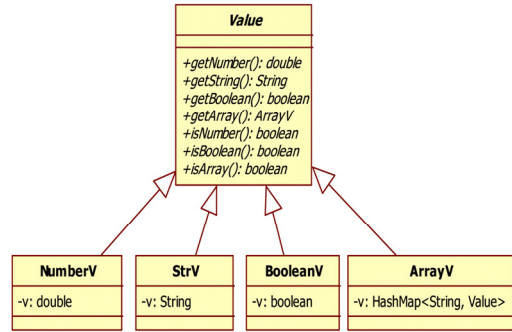 Value
+getNumber(): double
+getString(): String
+getBoolean(): boolean
+getArray(): ArrayV
+isNumber(): boolean
+isBoolean(): boolean
+isArray(): boolean
NumberV
-v: double
StrV
-v: String
BooleanV
-v: boolean
ArrayV
-v: HashMap<String, Value>